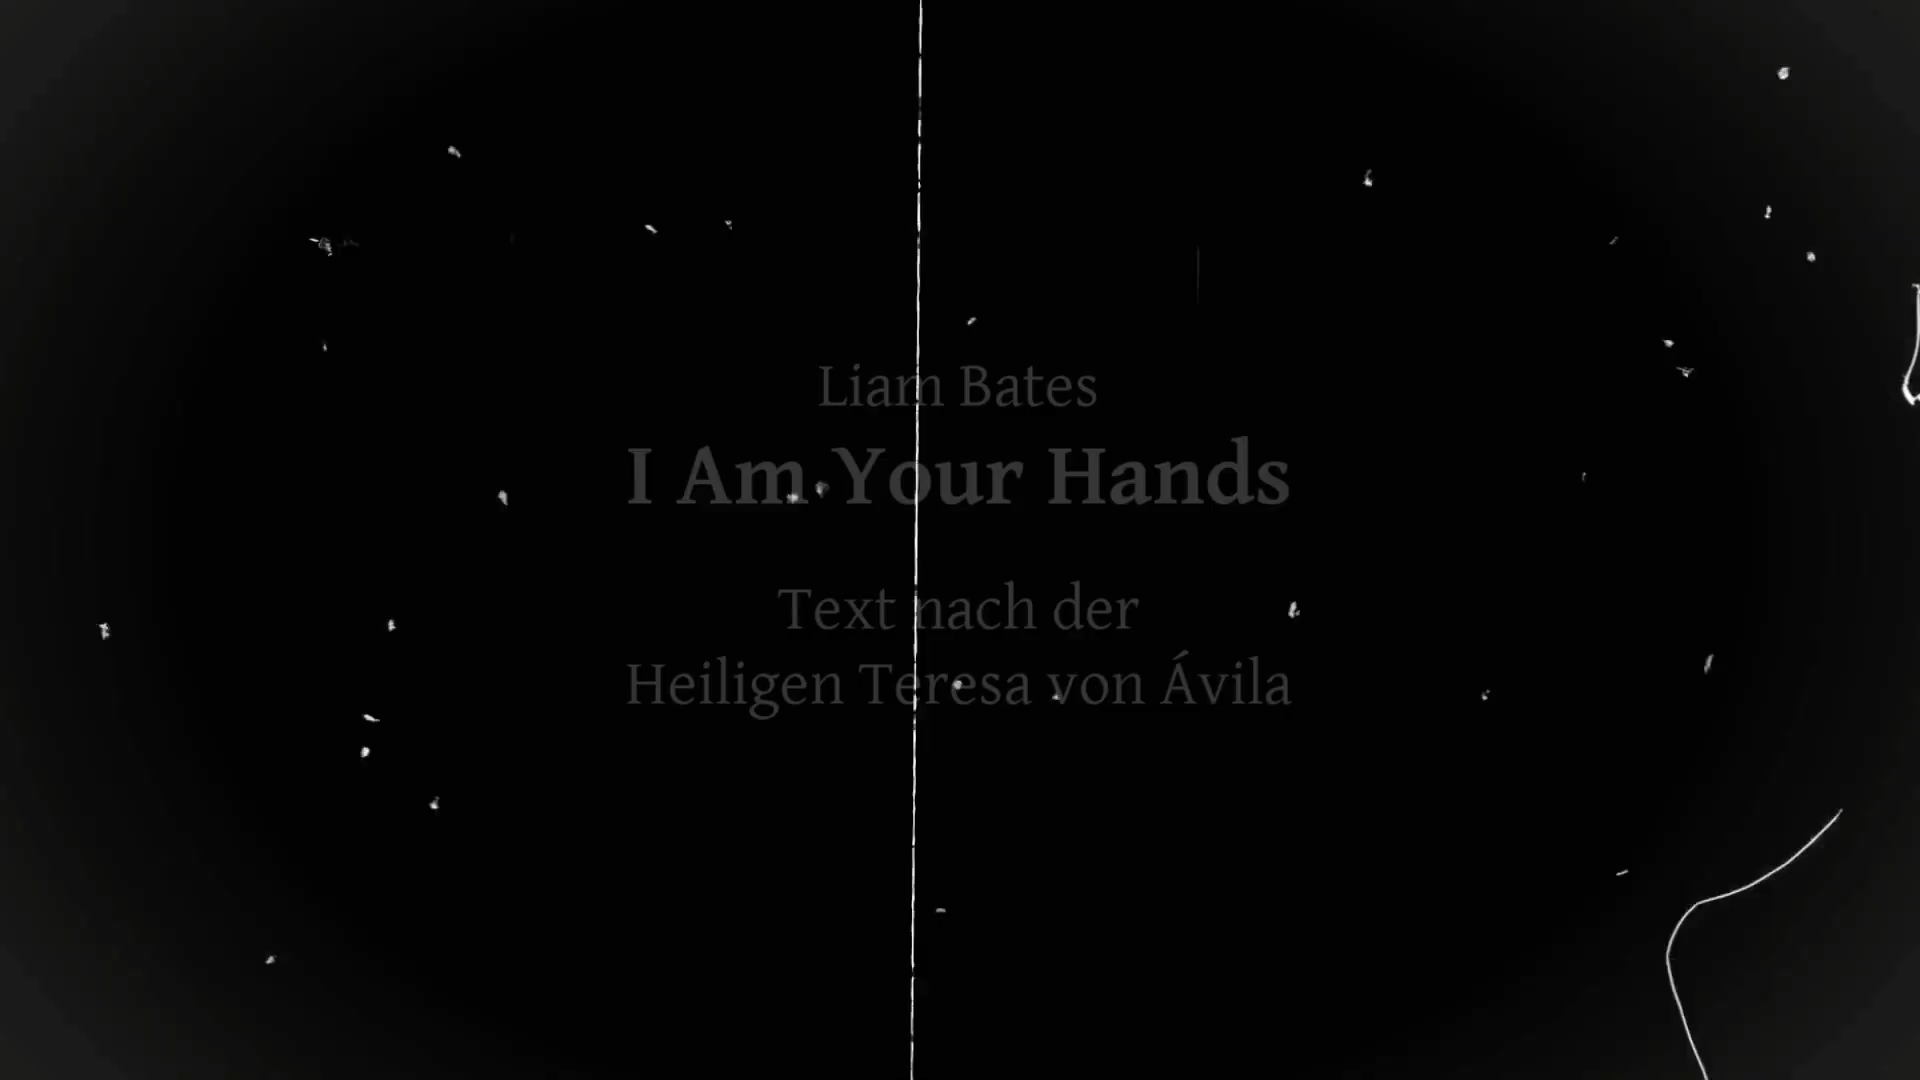 Liam Bates
I Am Your Hands
Text nach der
Heiligen Teresa von Ávila